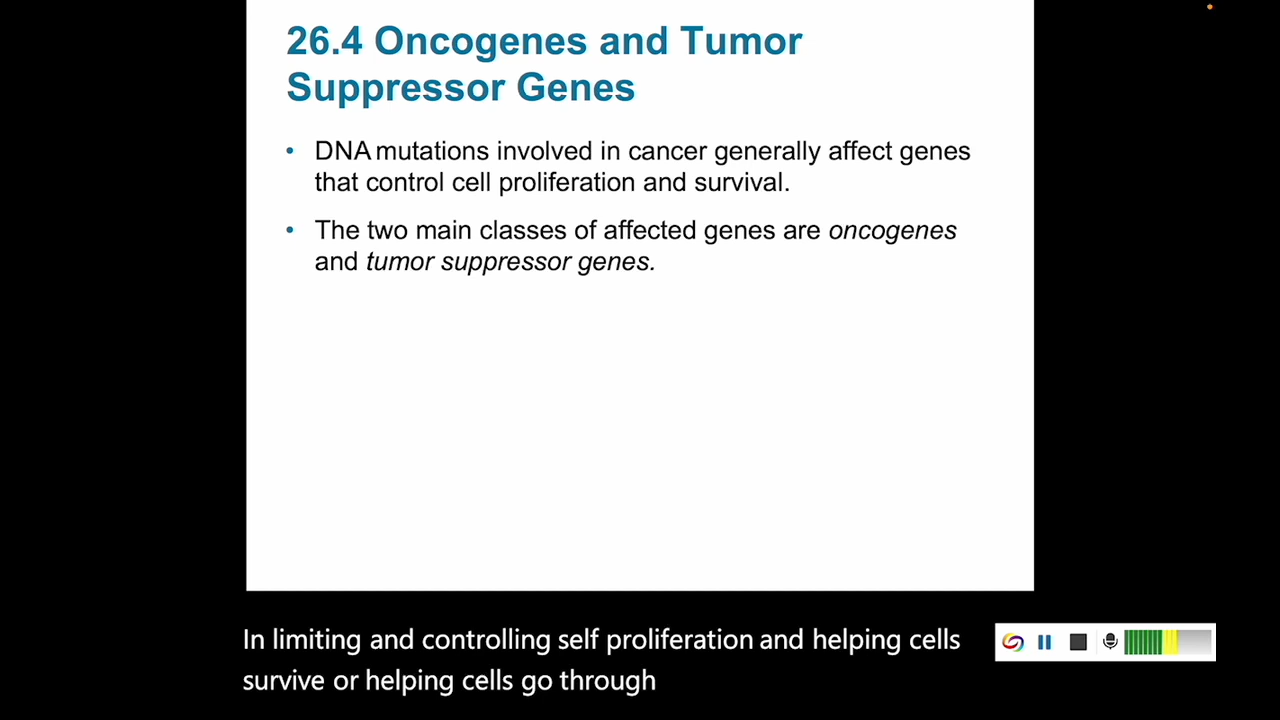 26.4 Oncogenes and Tumor
Suppressor Genes
• DNA mutations involved in cancer generally affect genes
that control cell proliferation and survival.
• The two main classes of affected genes are oncogenes
and tumor suppressor genes.
In limiting and controlling self proliferation and helping cells
survive or helping cells go through